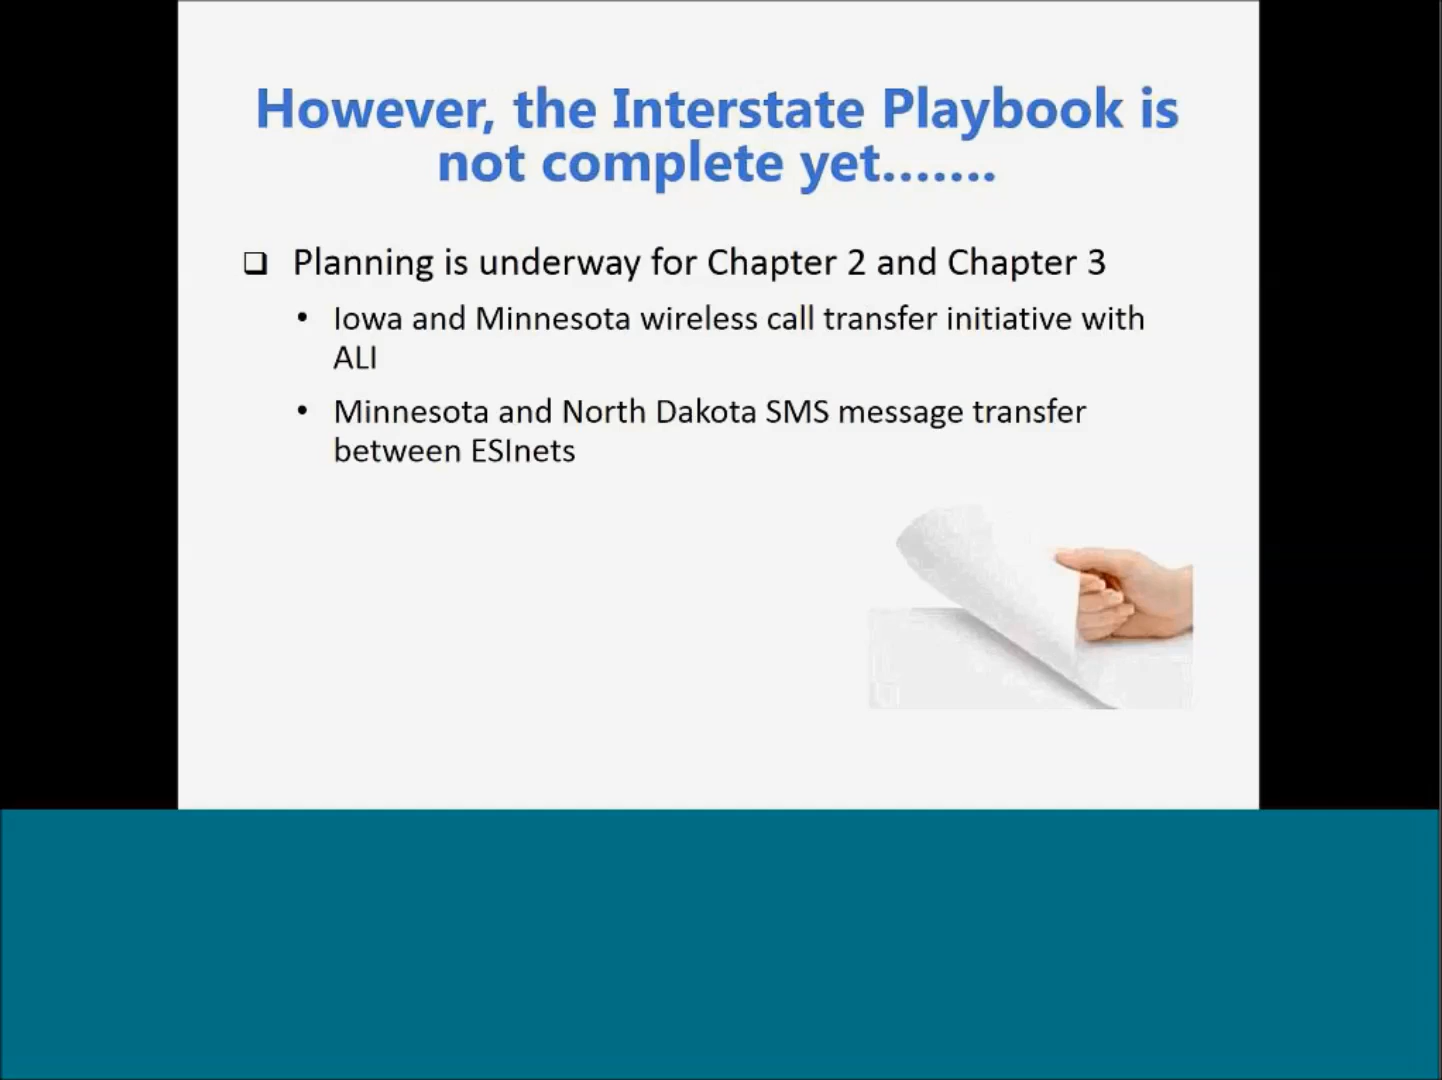 However, the Interstate Playbook is
not complete yet.......
❑ Planning is underway for Chapter 2 and Chapter 3
• Iowa and Minnesota wireless call transfer initiative with
ALI
• Minnesota and North Dakota SMS message transfer
between ESInets